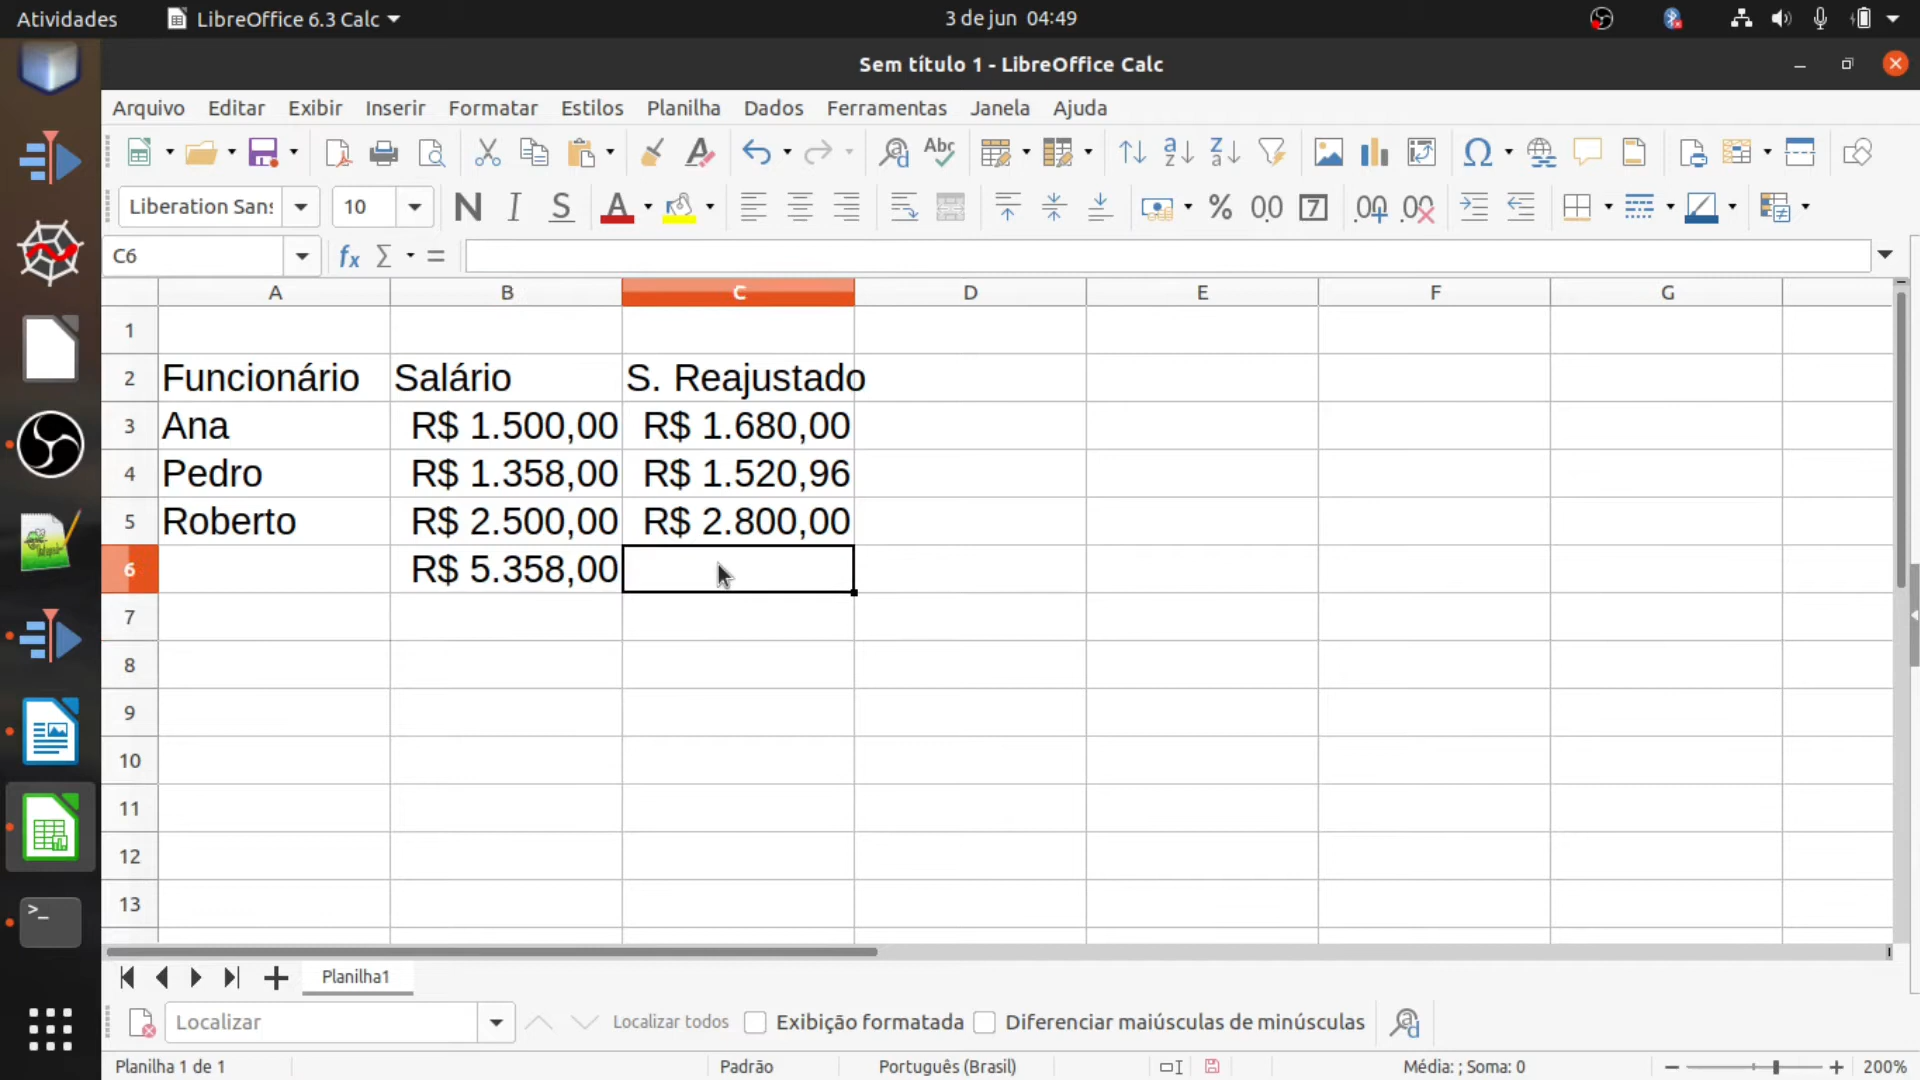 Atividades LibreOffice 6.3 Calc 3 de jun 04:49
Sem título 1 - LibreOffice Calc
Arquivo Editar Exibir Inserir Formatar Estilos Planilha Dados Ferramentas Janela Ajuda
Liberation Sans 10
C6
A B C D E F G
1
2 Funcionário Salário S. Reajustado
3 Ana R$ 1.500,00 R$ 1.680,00
4 Pedro R$ 1.358,00 R$ 1.520,96
5 Roberto R$ 2.500,00 R$ 2.800,00
6 R$ 5.358,00
7
8
9
10
11
12
13
Planilha1
Localizar Localizar todos Exibição formatada Diferenciar maiúsculas de minúsculas
Planilha 1 de 1 Padrão Português (Brasil) Média: ; Soma: 0 200%